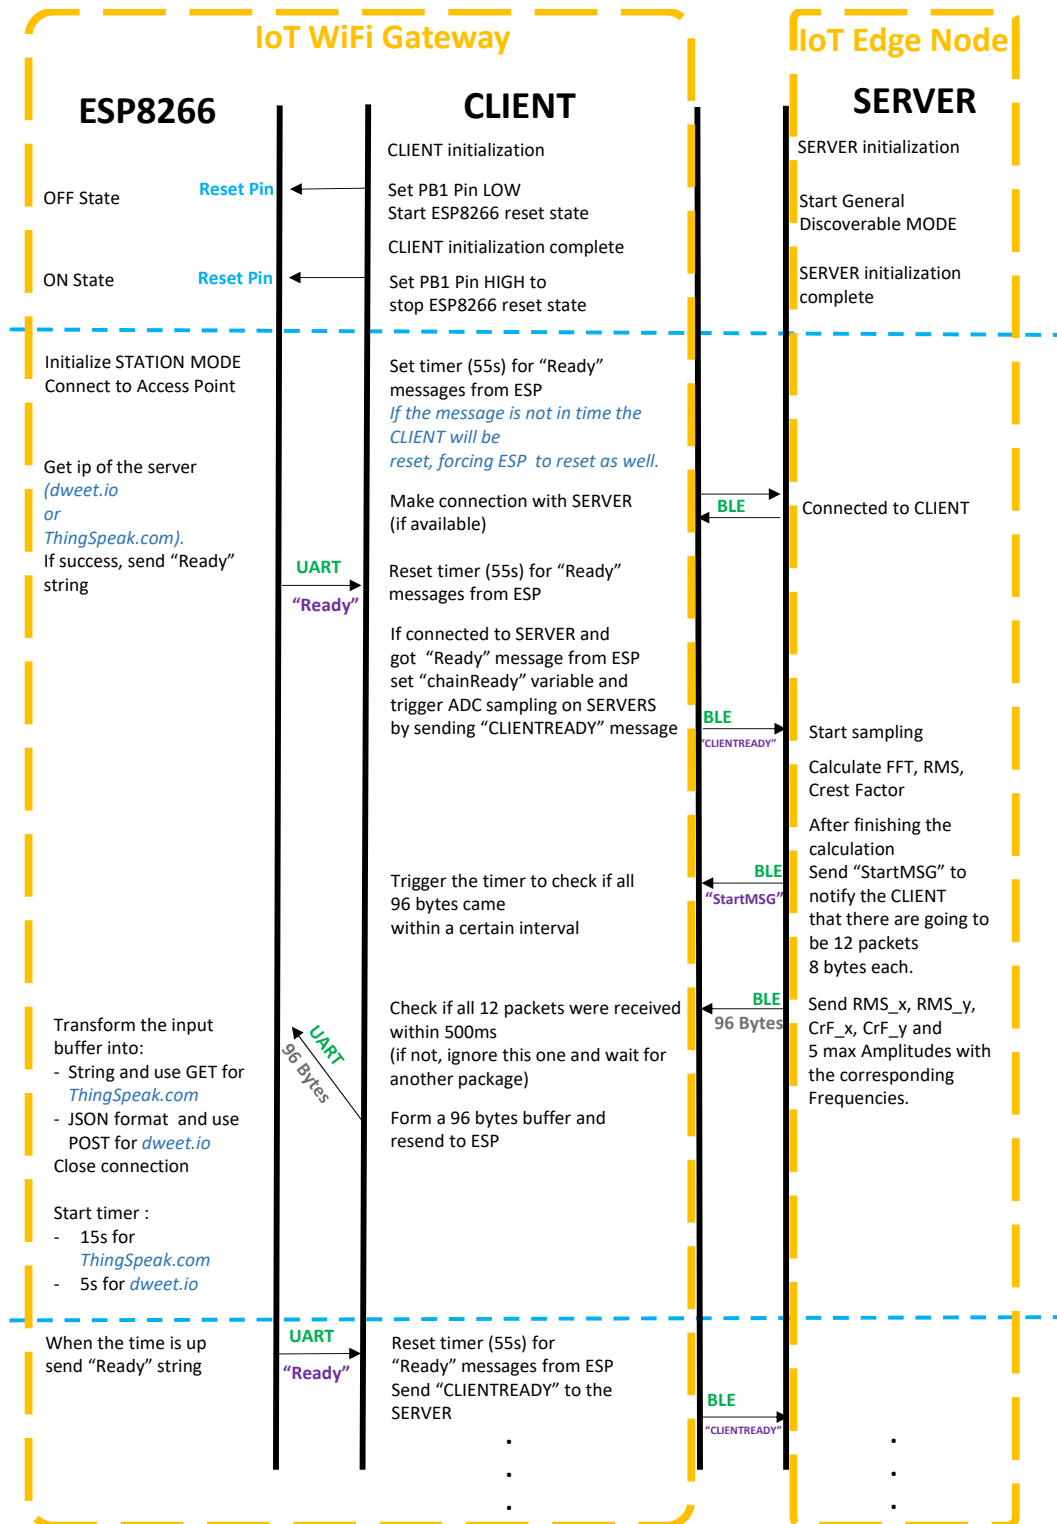 IoT WiFi Gateway
IoT Edge Node
ESP8266
CLIENT
SERVER
CLIENT initialization
SERVER initialization
OFF State
Reset Pin
Set PB1 Pin LOW
Start ESP8266 reset state
Start General
Discoverable MODE
CLIENT initialization complete
ON State
Reset Pin
Set PB1 Pin HIGH to
stop ESP8266 reset state
SERVER initialization
complete
Initialize STATION MODE
Connect to Access Point
Set timer (55s) for “Ready”
messages from ESP
If the message is not in time the
CLIENT will be
reset, forcing ESP to reset as well.
Get ip of the server
(dweet.io
or
ThingSpeak.com).
If success, send “Ready”
string
Make connection with SERVER
(if available)
BLE
Connected to CLIENT
UART
“Ready”
Reset timer (55s) for “Ready”
messages from ESP
If connected to SERVER and
got “Ready” message from ESP
set “chainReady” variable and
trigger ADC sampling on SERVERS
by sending “CLIENTREADY” message
BLE
“CLIENTREADY”
Start sampling
Calculate FFT, RMS,
Crest Factor
After finishing the
calculation
Send “StartMSG” to
notify the CLIENT
that there are going to
be 12 packets
8 bytes each.
BLE
“StartMSG”
Trigger the timer to check if all
96 bytes came
within a certain interval
BLE
96 Bytes
Send RMS_x, RMS_y,
CrF_x, CrF_y and
5 max Amplitudes with
the corresponding
Frequencies.
Check if all 12 packets were received
within 500ms
(if not, ignore this one and wait for
another package)
Form a 96 bytes buffer and
resend to ESP
UART
96 Bytes
Transform the input
buffer into:
- String and use GET for
ThingSpeak.com
- JSON format and use
POST for dweet.io
Close connection
Start timer :
- 15s for
ThingSpeak.com
- 5s for dweet.io
When the time is up
send “Ready” string
UART
“Ready”
Reset timer (55s) for
“Ready” messages from ESP
Send “CLIENTREADY” to the
SERVER
BLE
“CLIENTREADY”
.
.
.
.
.
.